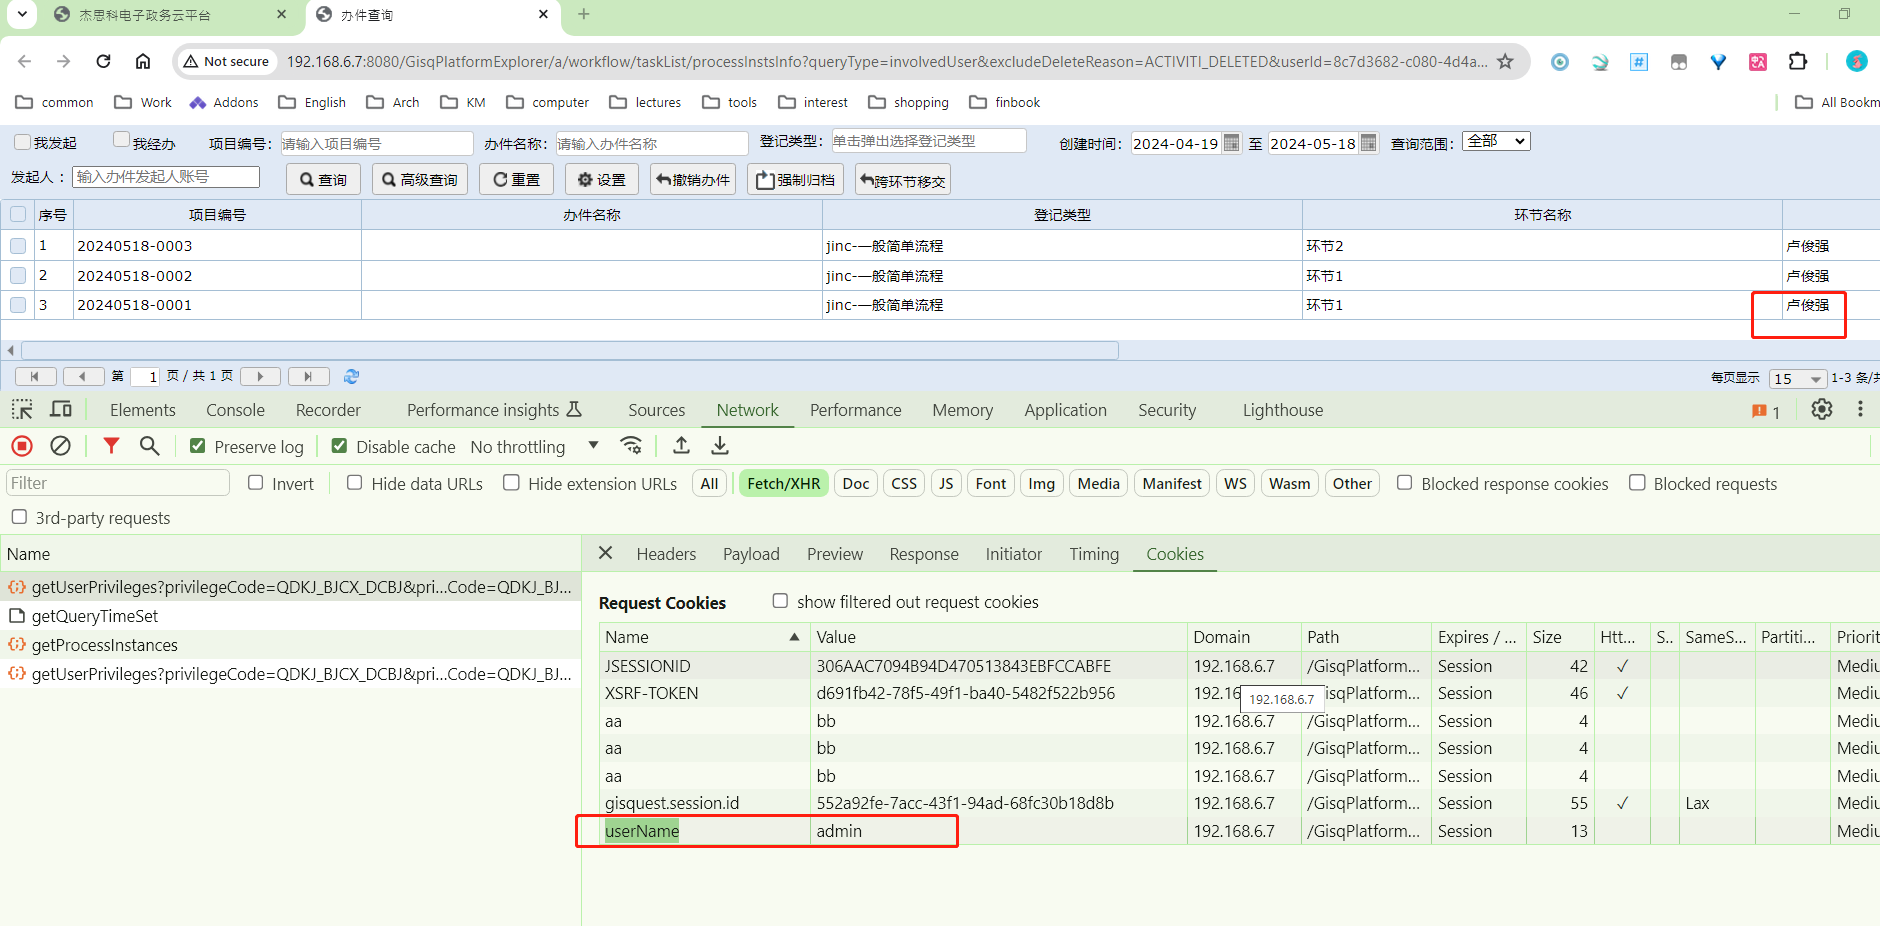 杰思科电子政务云平台
办件查询
Not secure
192.168.6.7:8080/GisqPlatformExplorer/a/workflow/taskList/processInstsInfo?queryType=involvedUser&excludeDeleteReason=ACTIVITI_DELETED&userId=8c7d3682-c080-4d4a...
common Work Addons English Arch KM computer lectures tools interest shopping finbook All Bookm
我发起 我经办 项目编号: 请输入项目编号 办件名称: 请输入办件名称 登记类型: 单击弹出选择登记类型 创建时间: 2024-04-19 至 2024-05-18 查询范围: 全部
发起人: 输入办件发起人账号 查询 高级查询 重置 设置 撤销办件 强制归档 跨环节移交
序号 项目编号 办件名称 登记类型 环节名称
1 20240518-0003 jinc-一般简单流程 环节2 卢俊强
2 20240518-0002 jinc-一般简单流程 环节1 卢俊强
3 20240518-0001 jinc-一般简单流程 环节1 卢俊强
第 1 页 / 共 1 页 每页显示 15 1-3 条/共
Elements Console Recorder Performance insights Sources Network Performance Memory Application Security Lighthouse 1
Preserve log Disable cache No throttling
Filter Invert Hide data URLs Hide extension URLs All Fetch/XHR Doc CSS JS Font Img Media Manifest WS Wasm Other Blocked response cookies Blocked requests
3rd-party requests
Name
getUserPrivileges?privilegeCode=QDKJ_BJCX_DCBJ&pri...Code=QDKJ_BJ...
getQueryTimeSet
getProcessInstances
getUserPrivileges?privilegeCode=QDKJ_BJCX_DCBJ&pri...Code=QDKJ_BJ...
Headers Payload Preview Response Initiator Timing Cookies
Request Cookies show filtered out request cookies
Name Value Domain Path Expires / ... Size Htt... S.. SameS... Partiti... Priorit
JSESSIONID 306AAC7094B94D470513843EBFCCABFE 192.168.6.7 /GisqPlatform... Session 42 ✓ Mediu
XSRF-TOKEN d691fb42-78f5-49f1-ba40-5482f522b956 192.16 isqPlatform... Session 46 ✓ Mediu
192.168.6.7
aa bb 192.168.6.7 /GisqPlatform... Session 4 Mediu
aa bb 192.168.6.7 /GisqPlatform... Session 4 Mediu
aa bb 192.168.6.7 /GisqPlatform... Session 4 Mediu
gisquest.session.id 552a92fe-7acc-43f1-94ad-68fc30b18d8b 192.168.6.7 /GisqPlatform... Session 55 ✓ Lax Mediu
userName admin 192.168.6.7 /GisqPlatform... Session 13 Mediu